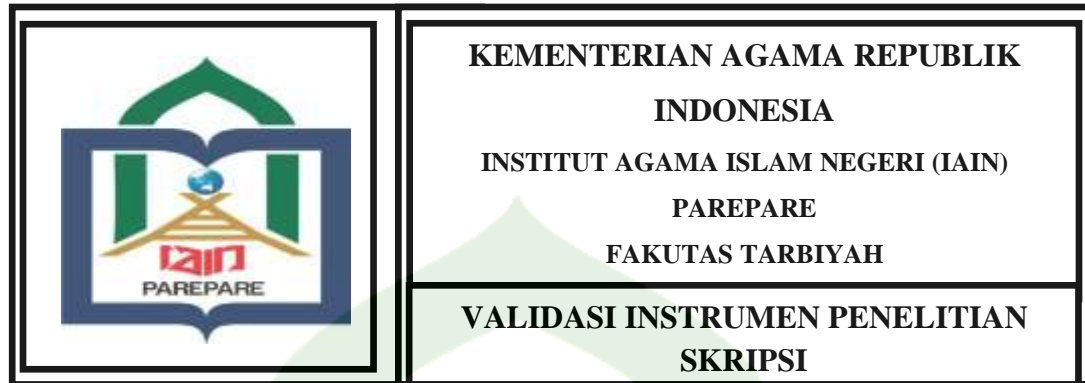 IAIN
PAREPARE
KEMENTERIAN AGAMA REPUBLIK
INDONESIA
INSTITUT AGAMA ISLAM NEGERI (IAIN)
PAREPARE
FAKUTAS TARBIYAH
VALIDASI INSTRUMEN PENELITIAN
SKRIPSI